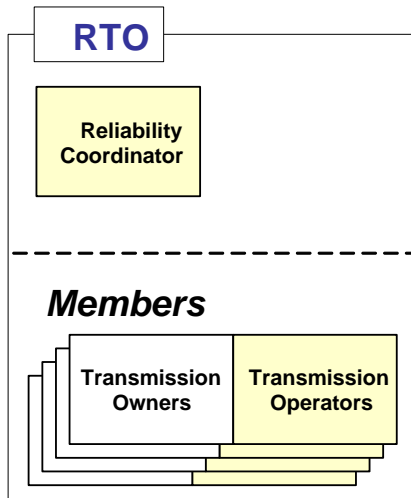 RTO
Reliability
Coordinator
Members
Transmission
Owners
Transmission
Operators